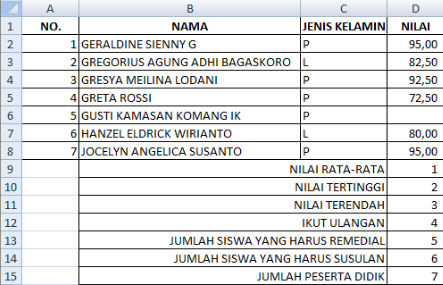 A B C D
1 NO. NAMA JENIS KELAMIN NILAI
2 1 GERALDINE SIENNY G P 95,00
3 2 GREGORIUS AGUNG ADHI BAGASKORO L 82,50
4 3 GRESYA MEILINA LODANI P 92,50
5 4 GRETA ROSSI P 72,50
6 5 GUSTI KAMASAN KOMANG IK P
7 6 HANZEL ELDRICK WIRIANTO L 80,00
8 7 JOCELYN ANGELICA SUSANTO P 95,00
9 NILAI RATA-RATA 1
10 NILAI TERTINGGI 2
11 NILAI TERENDAH 3
12 IKUT ULANGAN 4
13 JUMLAH SISWA YANG HARUS REMEDIAL 5
14 JUMLAH SISWA YANG HARUS SUSULAN 6
15 JUMLAH PESERTA DIDIK 7